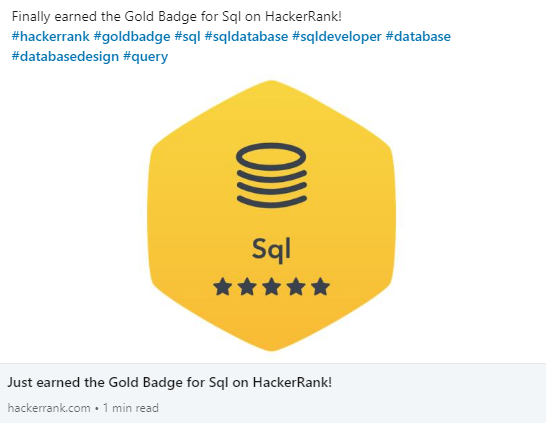 Finally earned the Gold Badge for Sql on HackerRank!
#hackerrank #goldbadge #sql #sqldatabase #sqldeveloper #database
#databasedesign #query
Sql
Just earned the Gold Badge for Sql on HackerRank!
hackerrank.com • 1 min read